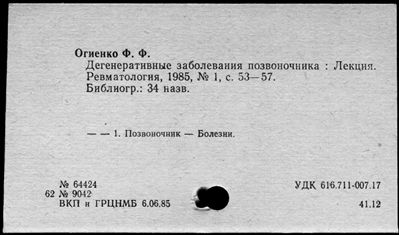 Огиенко Ф. Ф.
Дегенеративные заболевания позвоночника : Лекция.
Ревматология, 1985, № 1, с. 53—57.
Библиогр.: 34 назв.
— — 1. Позвоночник — Болезни.
№ 64424
62 № 9042
УДК 616.711-007.17
ВКП и ГРЦНМБ 6.06.85
41.12